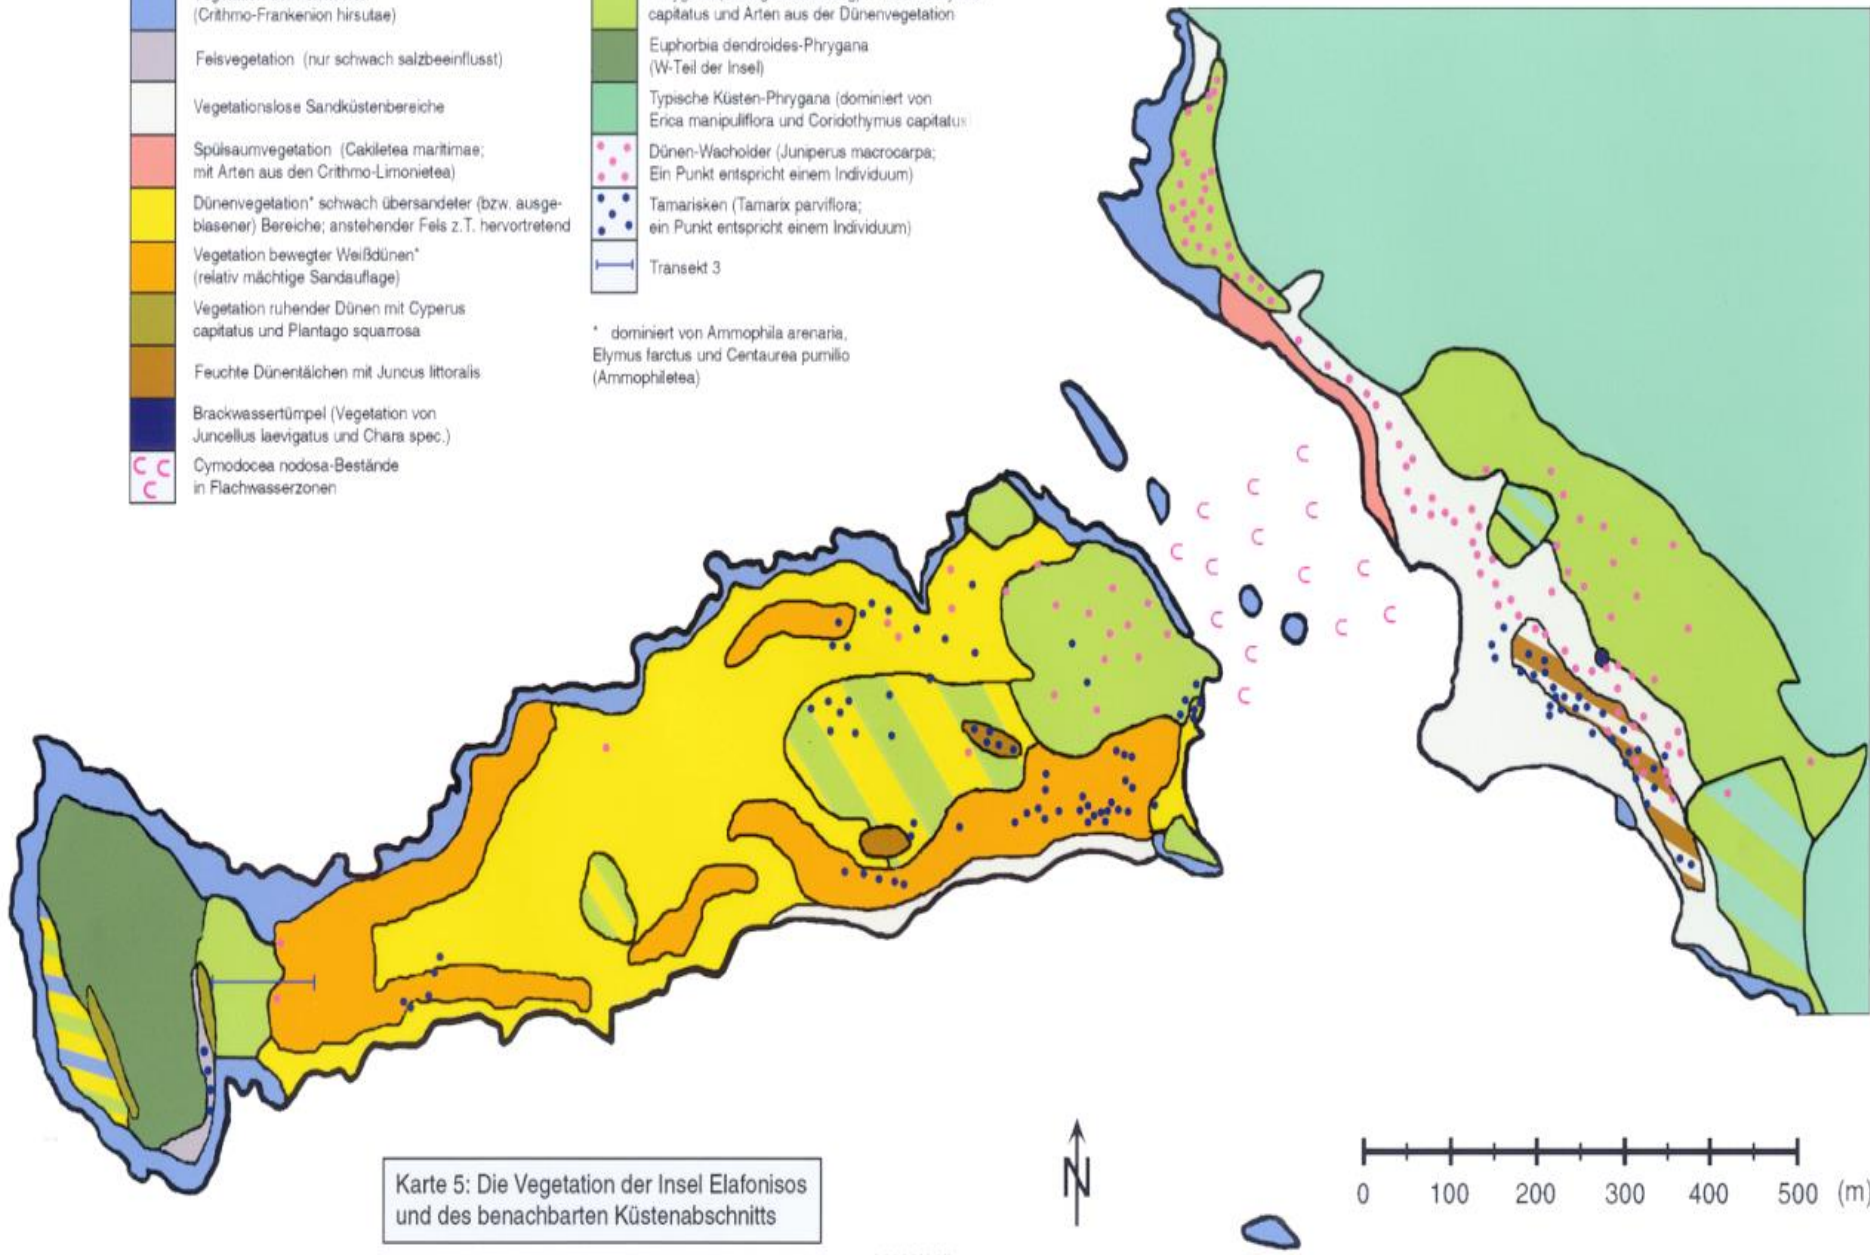 (Crithmo-Frankenion hirsutae)
Felsvegetation (nur schwach salzbeeinflusst)
Vegetationslose Sandküstenbereiche
Spülsaumvegetation (Cakiletea maritimae;
mit Arten aus den Crithmo-Limonietea)
Dünenvegetation* schwach übersandeter (bzw. ausge-
blasener) Bereiche; anstehender Fels z.T. hervortretend
Vegetation bewegter Weißdünen*
(relativ mächtige Sandauflage)
Vegetation ruhender Dünen mit Cyperus
capitatus und Plantago squarrosa
Feuchte Dünentälchen mit Juncus littoralis
Brackwassertümpel (Vegetation von
Juncellus laevigatus und Chara spec.)
Cymodocea nodosa-Bestände
in Flachwasserzonen
capitatus und Arten aus der Dünenvegetation
Euphorbia dendroides-Phrygana
(W-Teil der Insel)
Typische Küsten-Phrygana (dominiert von
Erica manipuliflora und Coridothymus capitatus
Dünen-Wacholder (Juniperus macrocarpa;
Ein Punkt entspricht einem Individuum)
Tamarisken (Tamarix parviflora;
ein Punkt entspricht einem Individuum)
Transekt 3
* dominiert von Ammophila arenaria,
Elymus farctus und Centaurea pumilio
(Ammophiletea)
Karte 5: Die Vegetation der Insel Elafonisos
und des benachbarten Küstenabschnitts
N
0 100 200 300 400 500 (m)